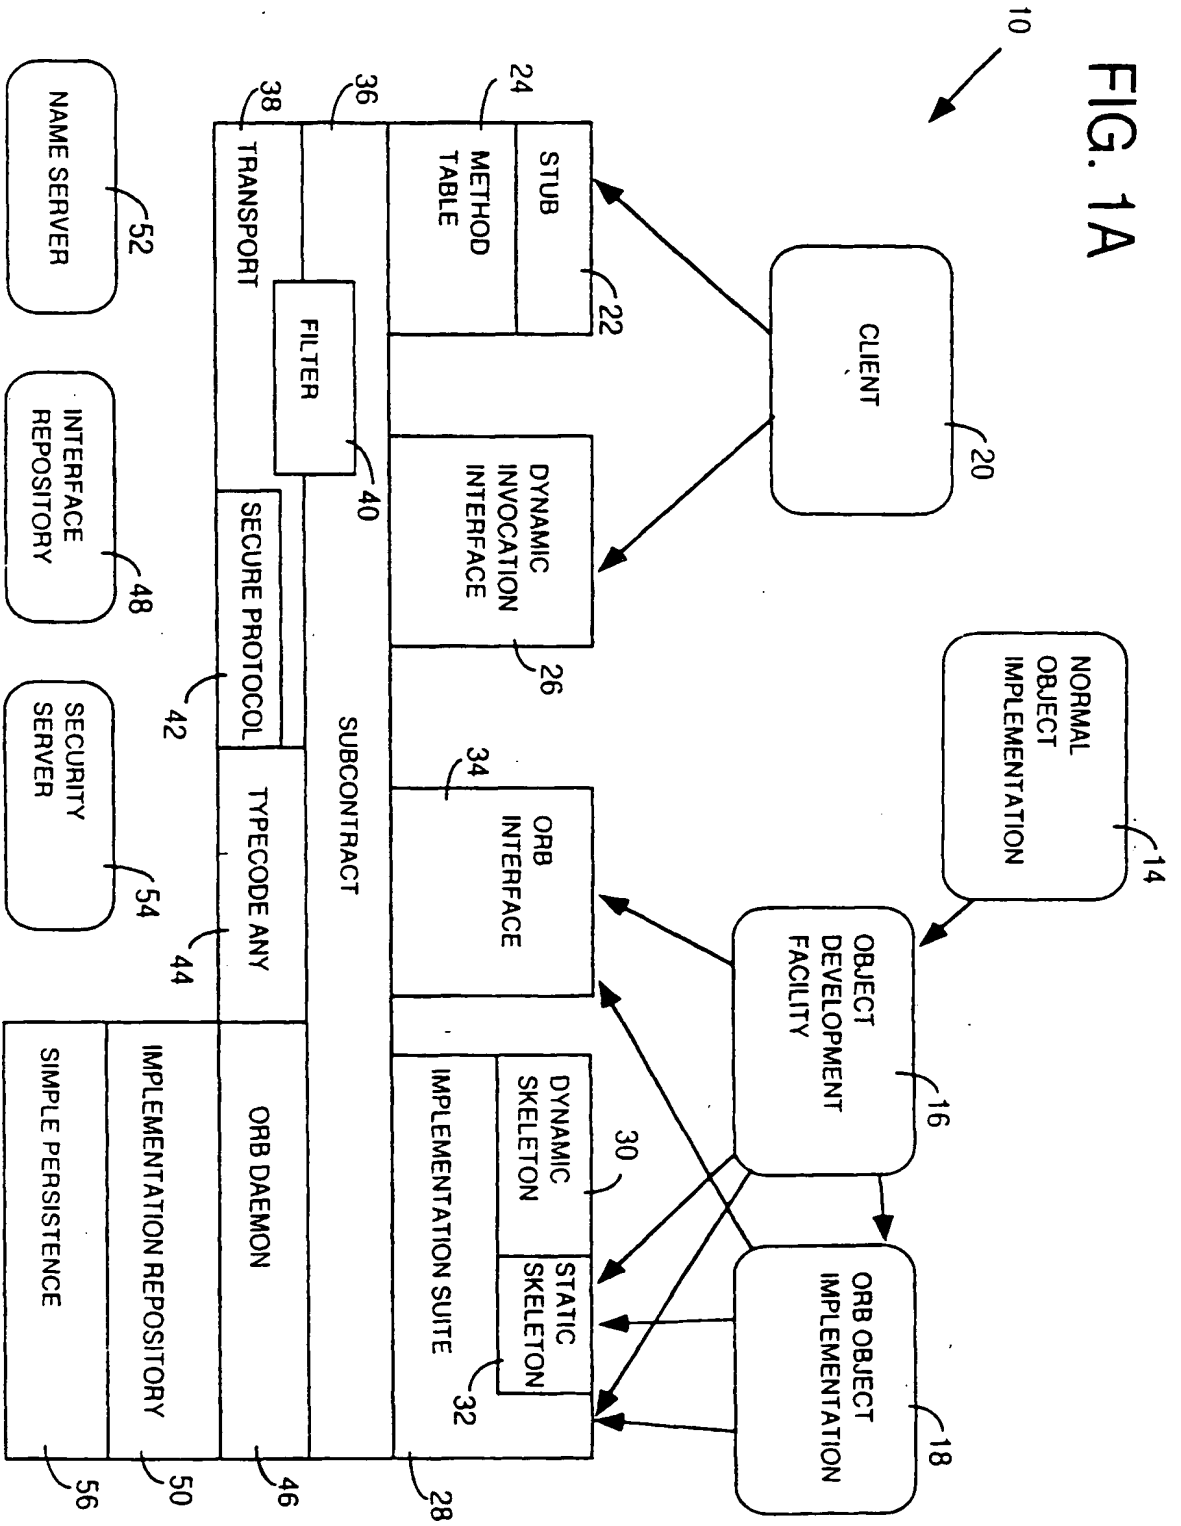 FIG. 1A
10
CLIENT
20
NORMAL
OBJECT
IMPLEMENTATION
14
OBJECT
DEVELOPMENT
FACILITY
16
ORB OBJECT
IMPLEMENTATION
18
STUB
22
METHOD
TABLE
24
DYNAMIC
INVOCATION
INTERFACE
26
ORB
INTERFACE
34
DYNAMIC
SKELETON
30
STATIC
SKELETON
32
IMPLEMENTATION SUITE
28
36
SUBCONTRACT
FILTER
40
38
TRANSPORT
SECURE PROTOCOL
42
TYPECODE ANY
44
ORB DAEMON
46
IMPLEMENTATION REPOSITORY
50
SIMPLE PERSISTENCE
56
NAME SERVER
52
INTERFACE
REPOSITORY
48
SECURITY
SERVER
54